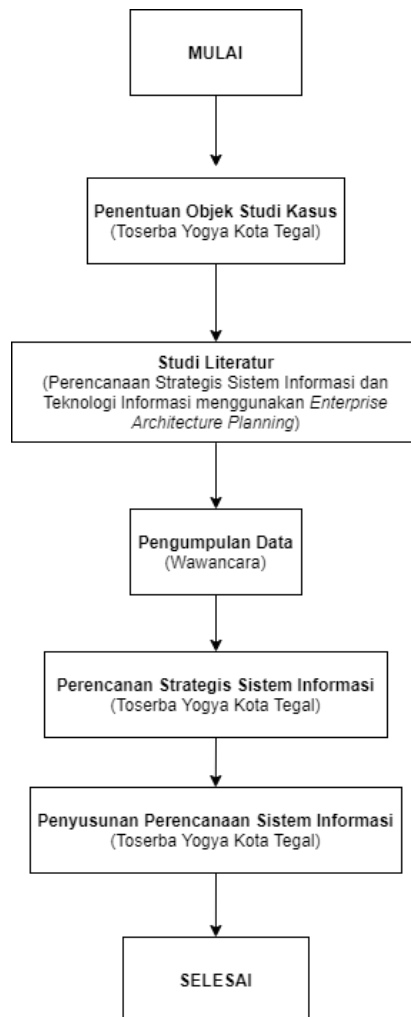 MULAI
Penentuan Objek Studi Kasus
(Toserba Yogya Kota Tegal)
Studi Literatur
(Perencanaan Strategis Sistem Informasi dan
Teknologi Informasi menggunakan Enterprise
Architecture Planning)
Pengumpulan Data
(Wawancara)
Perencanan Strategis Sistem Informasi
(Toserba Yogya Kota Tegal)
Penyusunan Perencanaan Sistem Informasi
(Toserba Yogya Kota Tegal)
SELESAI